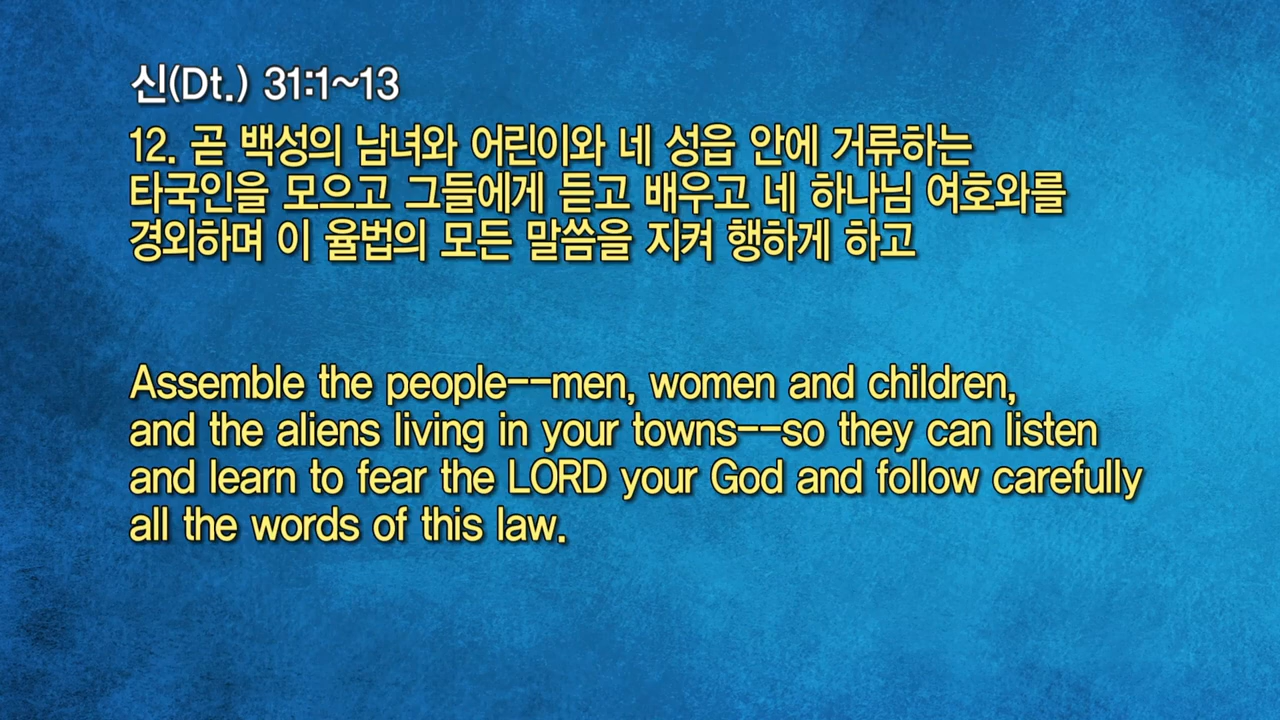 신(Dt.) 31:1~13
12. 곧 백성의 남녀와 어린이와 네 성읍 안에 거류하는
타국인을 모으고 그들에게 듣고 배우고 네 하나님 여호와를
경외하며 이 율법의 모든 말씀을 지켜 행하게 하고
Assemble the people--men, women and children,
and the aliens living in your towns--so they can listen
and learn to fear the LORD your God and follow carefully
all the words of this law.